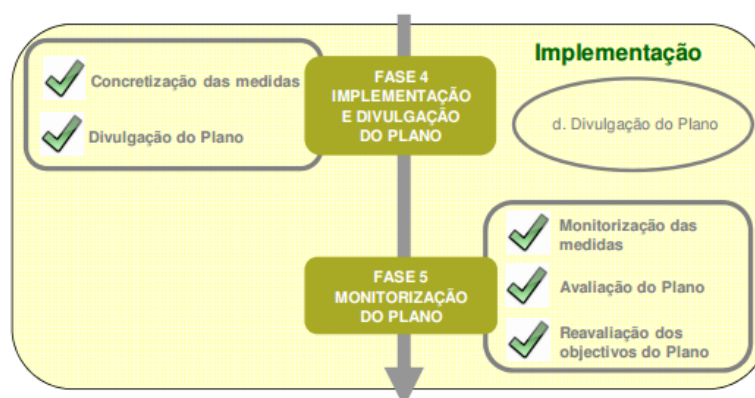 Implementação
Concretização das medidas
Divulgação do Plano
FASE 4
IMPLEMENTAÇÃO
E DIVULGAÇÃO
DO PLANO
d. Divulgação do Plano
FASE 5
MONITORIZAÇÃO
DO PLANO
Monitorização das
medidas
Avaliação do Plano
Reavaliação dos
objectivos do Plano